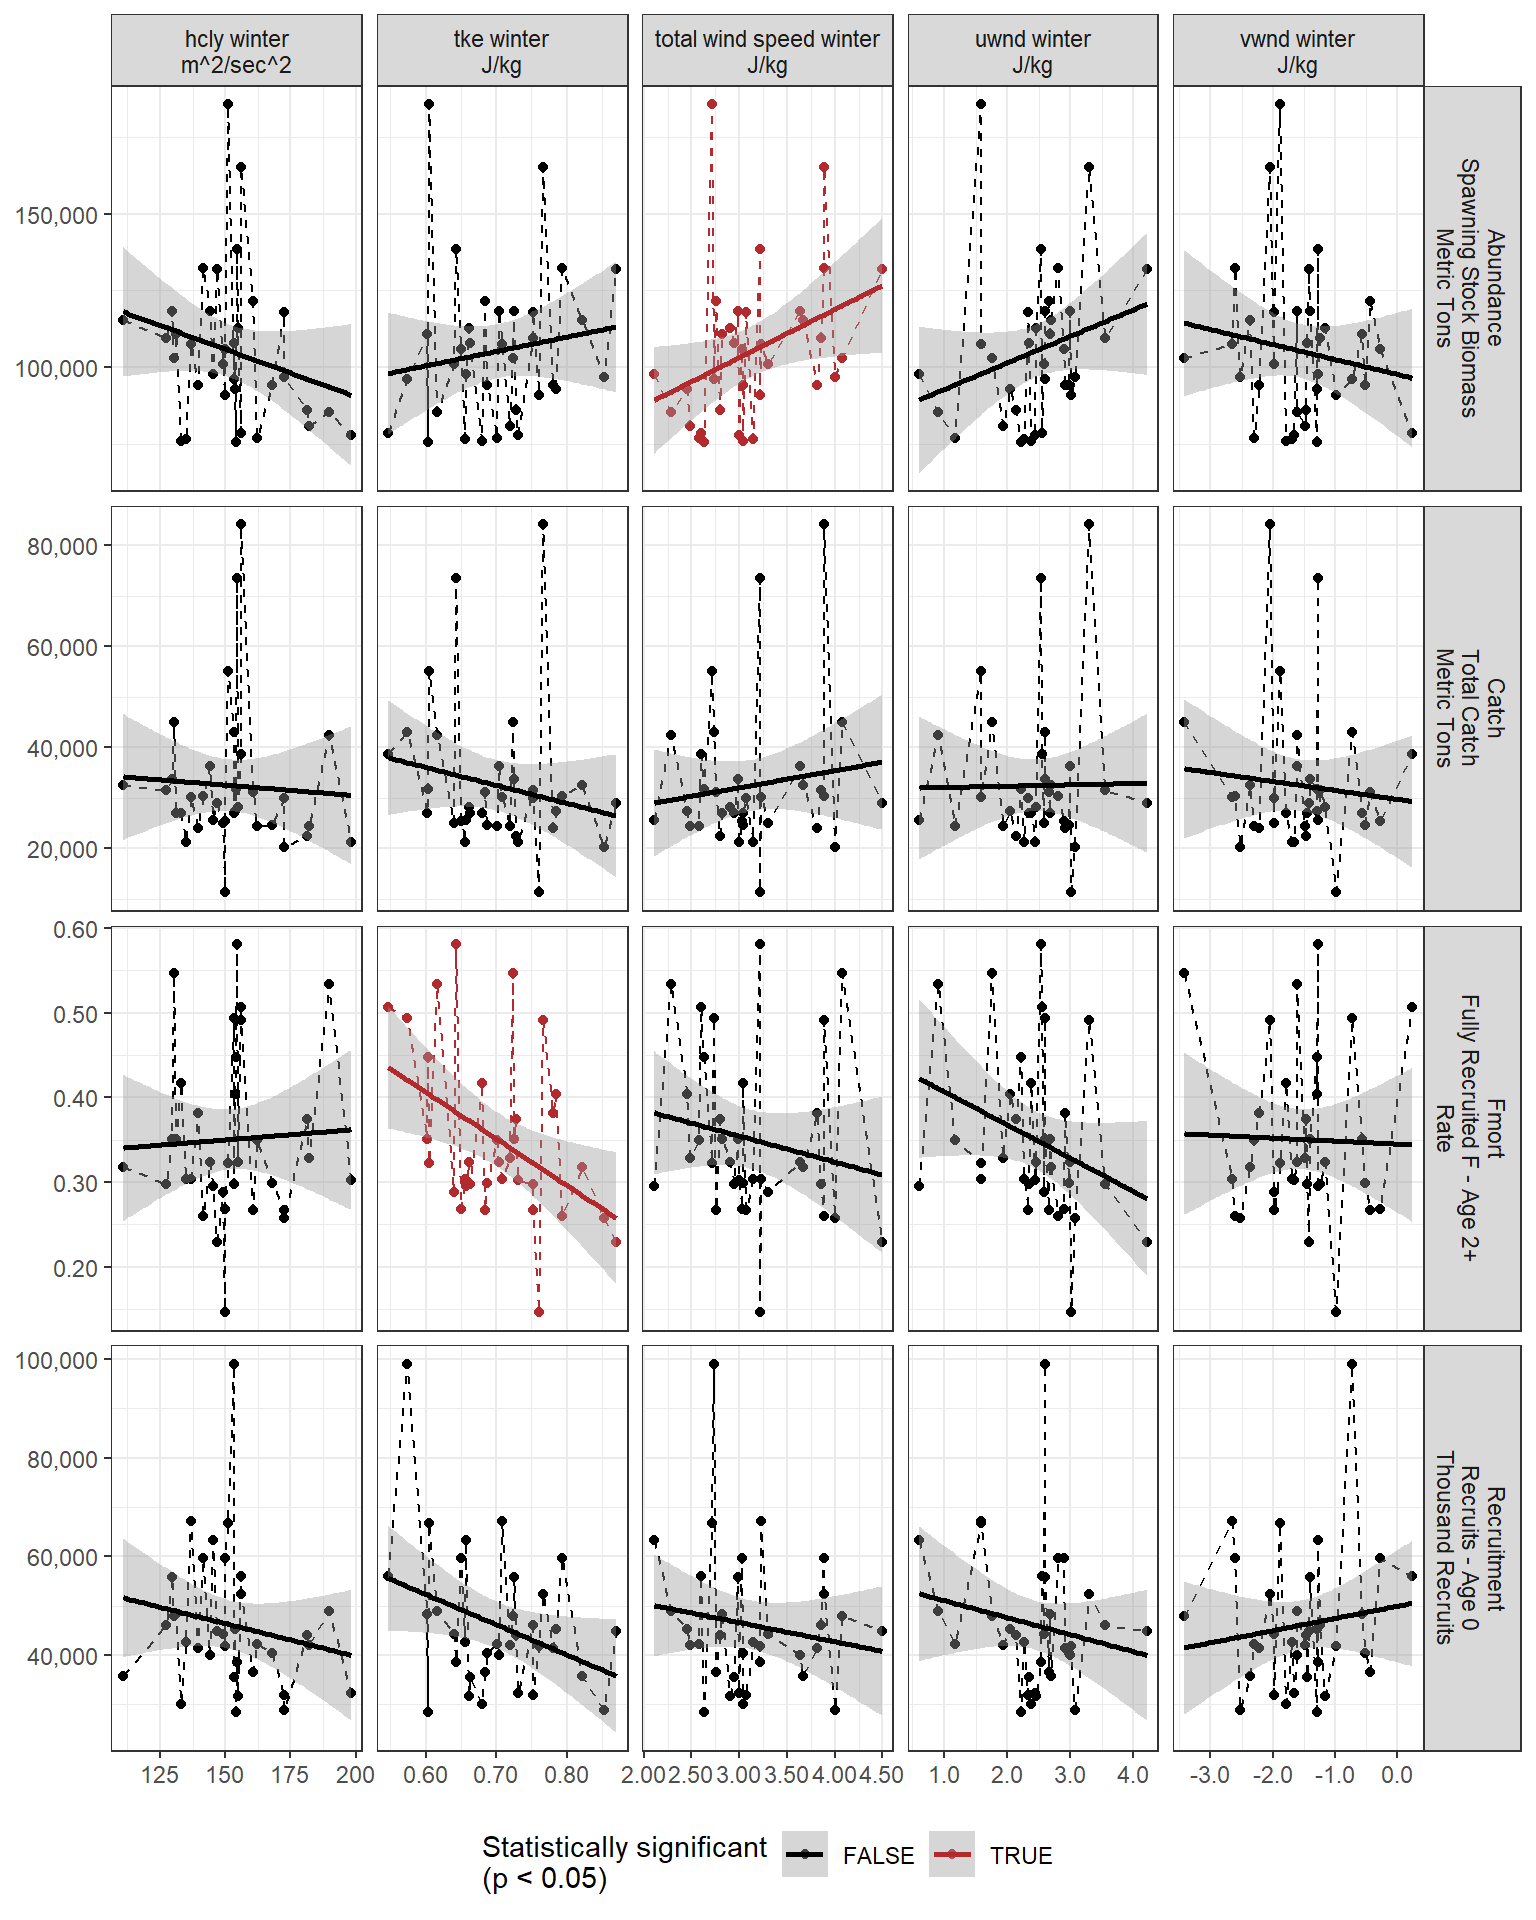 hcly winter
m^2/sec^2
tke winter
J/kg
total wind speed winter
J/kg
uwnd winter
J/kg
vwnd winter
J/kg
150,000
100,000
Abundance
Spawning Stock Biomass
Metric Tons
80,000
60,000
40,000
20,000
Catch
Total Catch
Metric Tons
0.60
0.50
0.40
0.30
0.20
Fmort
Fully Recruited F - Age 2+
Rate
100,000
80,000
60,000
40,000
Recruitment
Recruits - Age 0
Thousand Recruits
125 150 175 200
0.60 0.70 0.80
2.00 2.50 3.00 3.50 4.00 4.50
1.0 2.0 3.0 4.0
-3.0 -2.0 -1.0 0.0
Statistically significant
(p < 0.05)
FALSE
TRUE